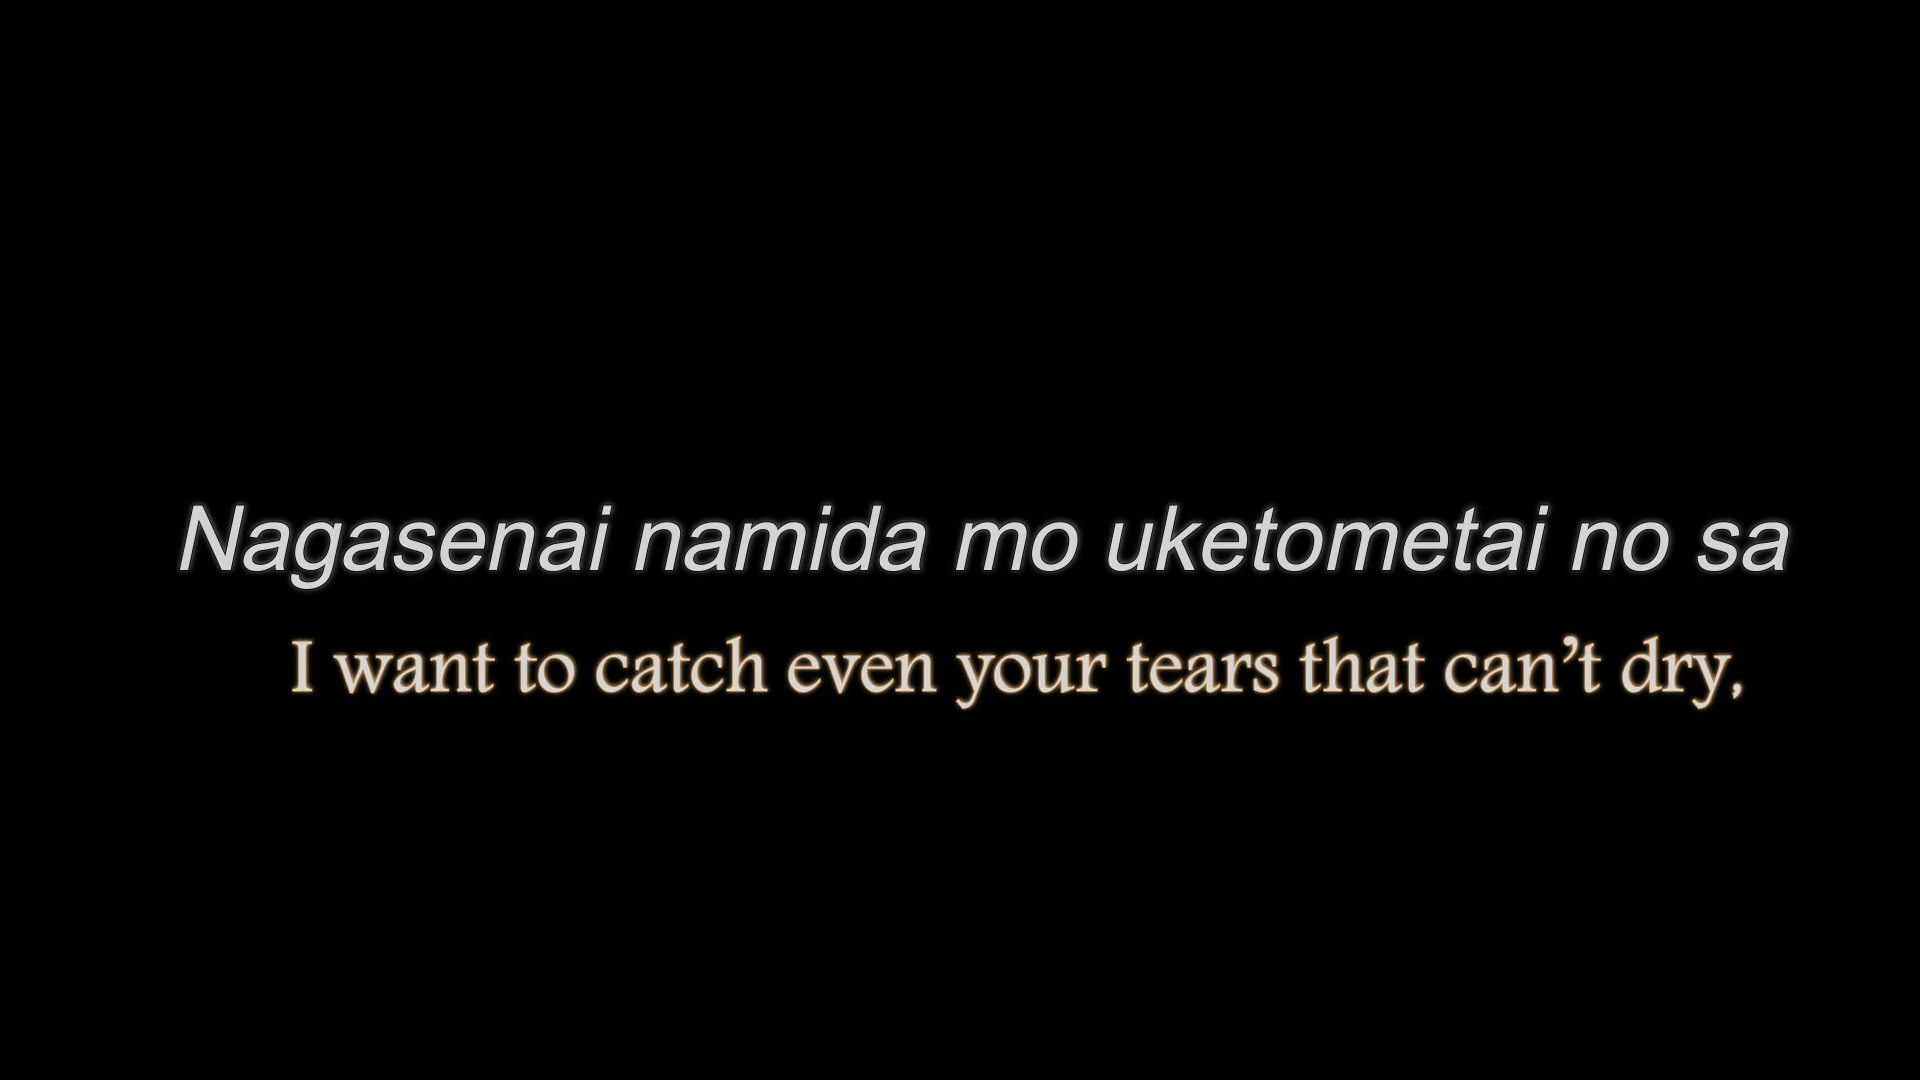 Nagasenai namida mo uketometai no sa
I want to catch even your tears that can’t dry,